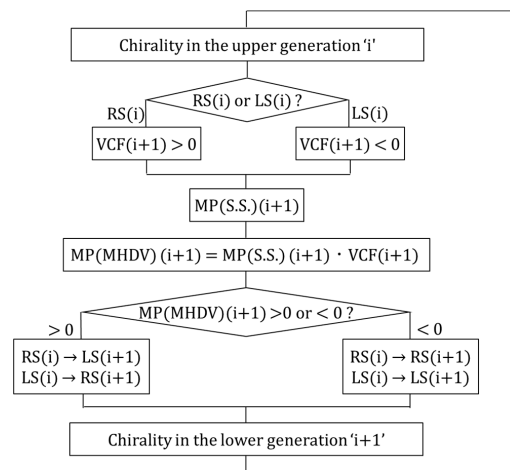 Chirality in the upper generation ‘i'
RS(i) or LS(i) ?
RS(i)
LS(i)
VCF(i+1) > 0
VCF(i+1) < 0
MP(S.S.) (i+1)
MP(MHDV) (i+1) = MP(S.S.) (i+1) · VCF(i+1)
MP(MHDV)(i+1) >0 or < 0 ?
> 0
< 0
RS(i) → LS(i+1)
LS(i) → RS(i+1)
RS(i) → RS(i+1)
LS(i) → LS(i+1)
Chirality in the lower generation ‘i+1’